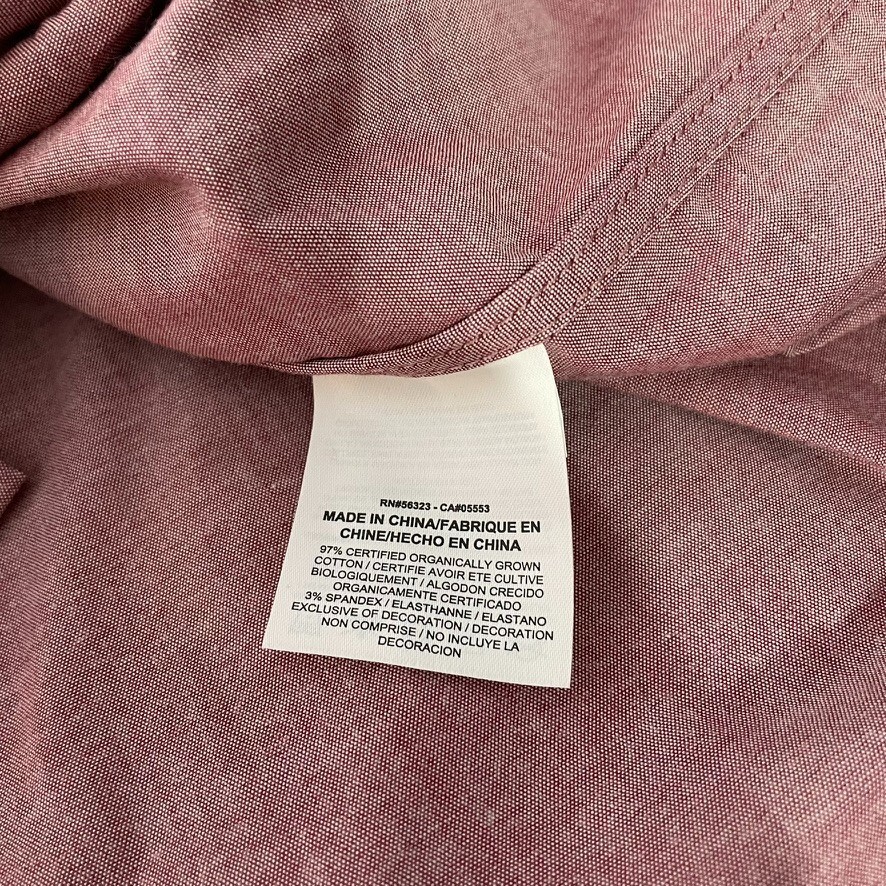 RN#56323 - CA#05553
MADE IN CHINA/FABRIQUE EN
CHINE/HECHO EN CHINA
97% CERTIFIED ORGANICALLY GROWN
COTTON / CERTIFIE AVOIR ETE CULTIVE
BIOLOGIQUEMENT / ALGODON CRECIDO
ORGANICAMENTE CERTIFICADO
3% SPANDEX / ELASTHANNE / ELASTANO
EXCLUSIVE OF DECORATION / DECORATION
NON COMPRISE / NO INCLUYE LA
DECORACION